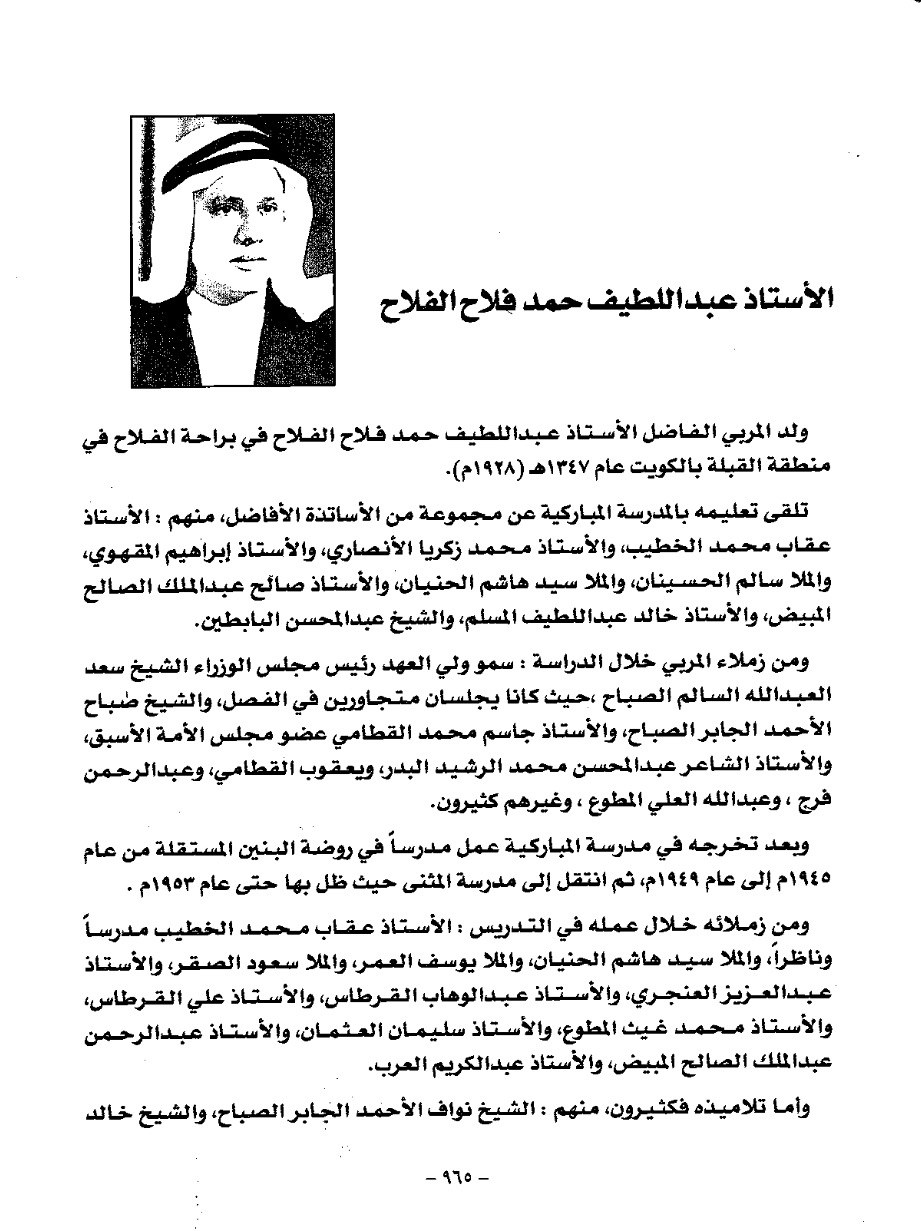 الأستاذ عبداللطيف حمد فلاح الفلاح
ولد المربي الفاضل الأستاذ عبداللطيف حمد فلاح الفلاح في براحة الفلاح في
منطقة القبلة بالكويت عام ١٣٤٧هـ (١٩٢٨م).
تلقى تعليمه بالمدرسة المباركية عن مجموعة من الأساتذة الأفاضل، منهم : الأستاذ
عقاب محمد الخطيب، والأستاذ محمد زكريا الأنصاري، والأستاذ إبراهيم المقهوي،
والملا سالم الحسينان، والملا سيد هاشم الحنيان، والأستاذ صالح عبدالملك الصالح
المبيض، والأستاذ خالد عبداللطيف المسلم، والشيخ عبدالمحسن البابطين.
ومن زملاء المربي خلال الدراسة : سمو ولي العهد رئيس مجلس الوزراء الشيخ سعد
العبدالله السالم الصباح ،حيث كانا يجلسان متجاورين في الفصل، والشيخ صباح
الأحمد الجابر الصباح، والأستاذ جاسم محمد القطامي عضو مجلس الأمة الأسبق،
والأستاذ الشاعر عبدالمحسن محمد الرشيد البدر، ويعقوب القطامي، وعبدالرحمن
فرج ، وعبدالله العلي المطوع ، وغيرهم كثيرون.
وبعد تخرجه في مدرسة المباركية عمل مدرساً في روضة البنين المستقلة من عام
١٩٤٥م إلى عام ١٩٤٩م، ثم انتقل إلى مدرسة المثنى حيث ظل بها حتى عام ١٩٥٣م .
ومن زملائه خلال عمله في التدريس : الأستاذ عقاب محمد الخطيب مدرساً
وناظراً، والملا سيد هاشم الحنيان، والملا يوسف العمر، والملا سعود الصقر، والأستاذ
عبدالعزيز العنجري، والأستاذ عبدالوهاب القرطاس، والأستاذ علي القرطاس،
والأستاذ محمد غيث المطوع، والأستاذ سليمان العثمان، والأستاذ عبدالرحمن
عبدالملك الصالح المبيض، والأستاذ عبدالكريم العرب.
وأما تلاميذه فكثيرون، منهم : الشيخ نواف الأحمد الجابر الصباح، والشيخ خالد
– ٩٦٥ –